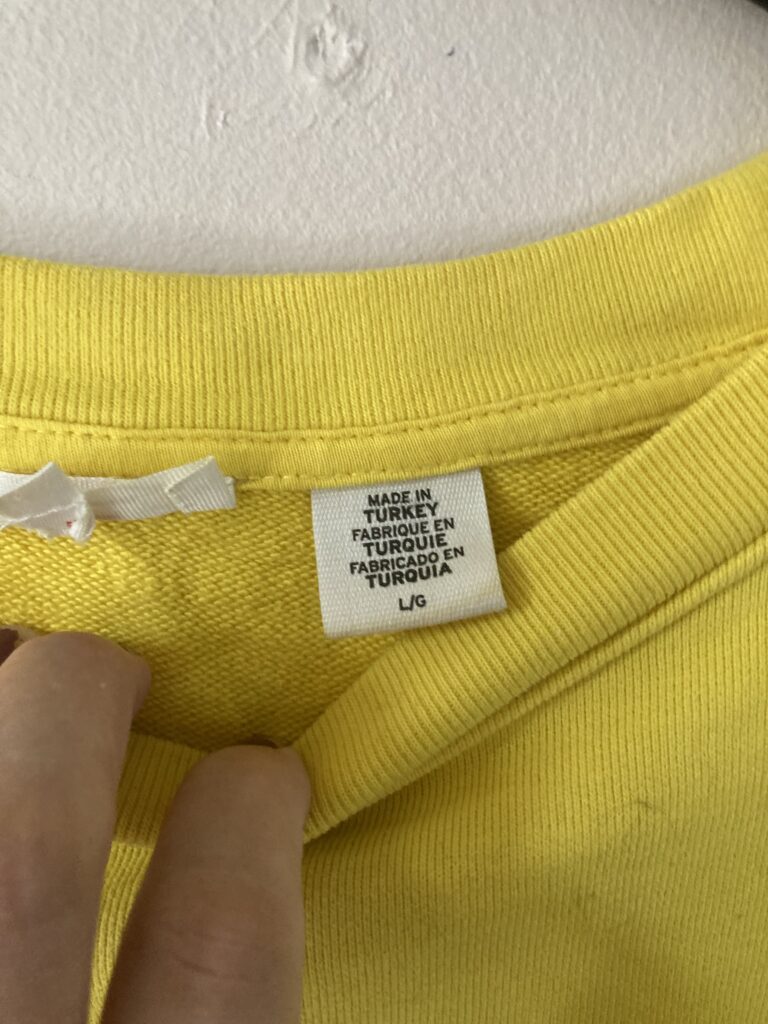 MADE IN
TURKEY
FABRIQUE EN
TURQUIE
FABRICADO EN
TURQUIA
L/G